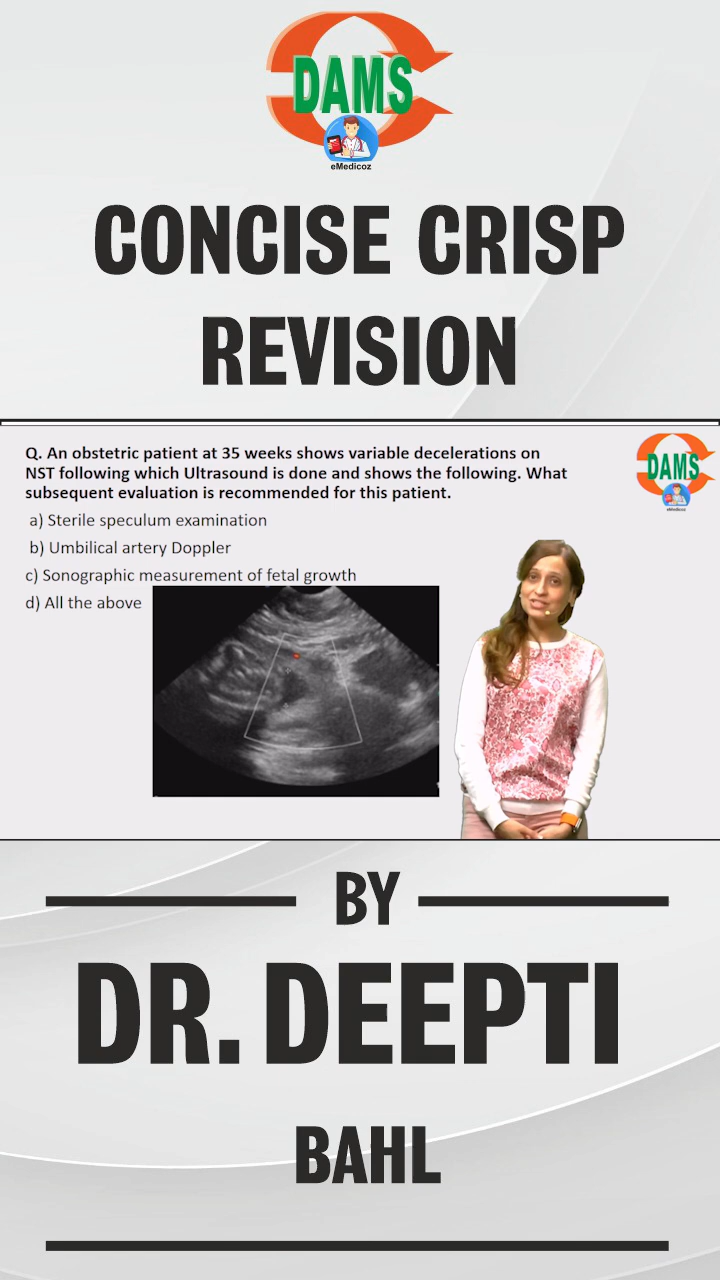 DAMS
eMedicoz
CONCISE CRISP
REVISION
Q. An obstetric patient at 35 weeks shows variable decelerations on
NST following which Ultrasound is done and shows the following. What
subsequent evaluation is recommended for this patient.
a) Sterile speculum examination
b) Umbilical artery Doppler
c) Sonographic measurement of fetal growth
d) All the above
DAMS
eMedicoz
BY
DR. DEEPTI
BAHL